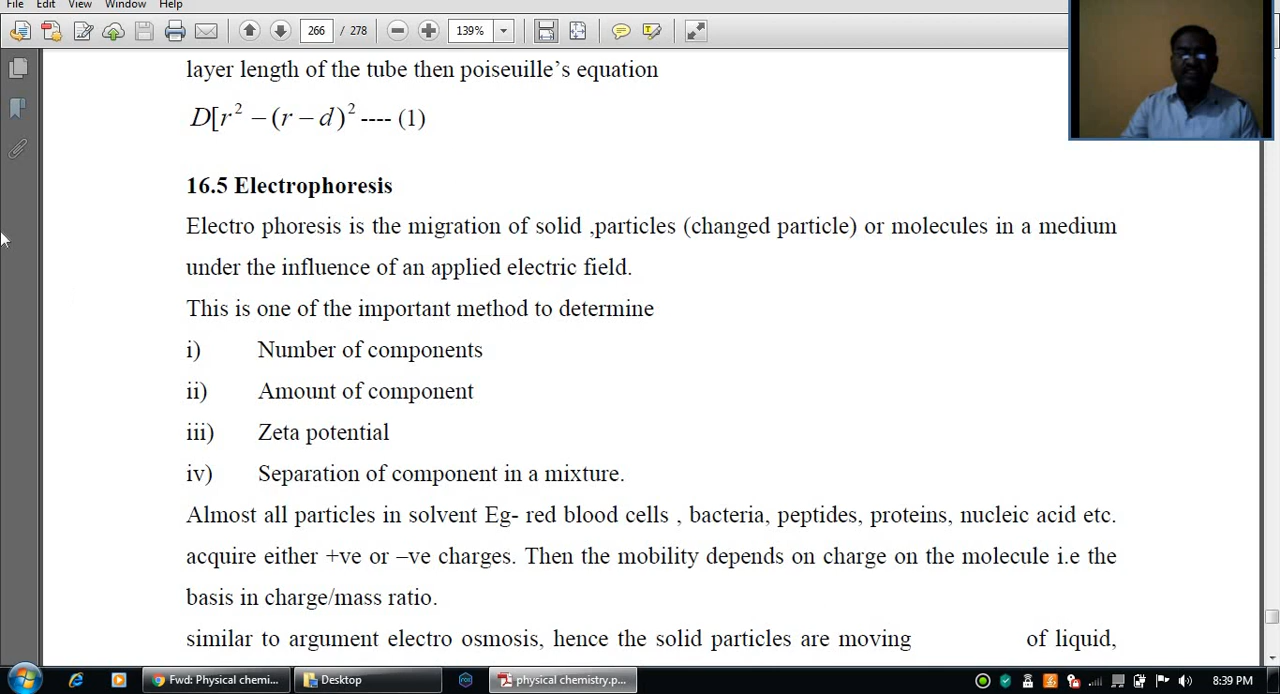 File Edit View Window Help
266 / 278 139%
layer length of the tube then poiseuille's equation
D[r² – (r – d)² ---- (1)
16.5 Electrophoresis
Electro phoresis is the migration of solid ,particles (changed particle) or molecules in a medium
under the influence of an applied electric field.
This is one of the important method to determine
i) Number of components
ii) Amount of component
iii) Zeta potential
iv) Separation of component in a mixture.
Almost all particles in solvent Eg- red blood cells , bacteria, peptides, proteins, nucleic acid etc.
acquire either +ve or –ve charges. Then the mobility depends on charge on the molecule i.e the
basis in charge/mass ratio.
similar to argument electro osmosis, hence the solid particles are moving of liquid,
Fwd: Physical chemi... Desktop physical chemistry.p... 8:39 PM